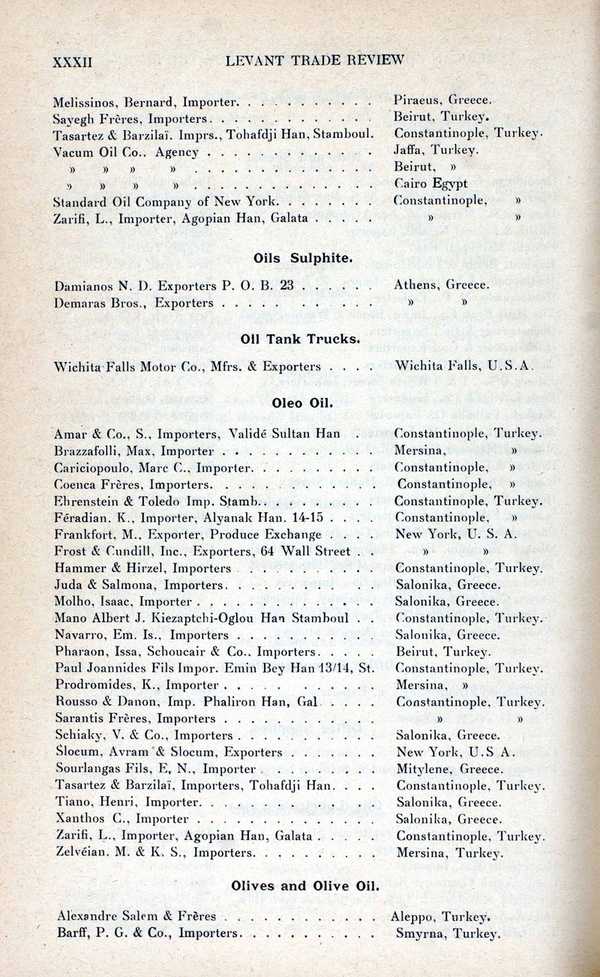 XXXII LEVANT TRADE REVIEW
Melissinos, Bernard, Importer. . . . . . . . . . Piraeus, Greece.
Sayegh Frères, Importers. . . . . . . . . . . . Beirut, Turkey.
Tasartez & Barzilaï. Imprs., Tohafdji Han, Stamboul. Constantinople, Turkey.
Vacum Oil Co.. Agency . . . . . . . . . . . . Jaffa, Turkey.
» » » » . . . . . . . . . . . . . Beirut, »
» » » » . . . . . . . . . . . . . Cairo Egypt
Standard Oil Company of New York. . . . . . . Constantinople, »
Zarifi, L., Importer, Agopian Han, Galata . . . . . » »
Oils Sulphite.
Damianos N. D. Exporters P. O. B. 23 . . . . . . Athens, Greece.
Demaras Bros., Exporters . . . . . . . . . . » »
Oil Tank Trucks.
Wichita Falls Motor Co., Mfrs. & Exporters . . . . Wichita Falls, U.S.A.
Oleo Oil.
Amar & Co., S., Importers, Validé Sultan Han . Constantinople, Turkey.
Brazzafolli, Max, Importer . . . . . . . . . . . Mersina, »
Cariciopoulo, Marc C., Importer. . . . . . . . . Constantinople, »
Coenca Frères, Importers. . . . . . . . . . . . Constantinople, »
Ehrenstein & Toledo Imp. Stamb.. . . . . . . . . Constantinople, Turkey.
Féradian. K., Importer, Alyanak Han. 14-15 . . . . Constantinople, »
Frankfort, M., Exporter, Produce Exchange . . . . New York, U. S. A.
Frost & Cundill, Inc., Exporters, 64 Wall Street . . » »
Hammer & Hirzel, Importers . . . . . . . . . . Constantinople, Turkey.
Juda & Salmona, Importers. . . . . . . . . . . Salonika, Greece.
Molho, Isaac, Importer . . . . . . . . . . . . . Salonika, Greece.
Mano Albert J. Kiezaptchi-Oglou Han Stamboul . . Constantinople, Turkey.
Navarro, Em. Is., Importers . . . . . . . . . . Salonika, Greece.
Pharaon, Issa, Schoucair & Co., Importers. . . . . Beirut, Turkey.
Paul Joannides Fils Impor. Emin Bey Han 13/14, St. Constantinople, Turkey.
Prodromides, K., Importer . . . . . . . . . . Mersina, »
Rousso & Danon, Imp. Phaliron Han, Gal . . . . . Constantinople, Turkey.
Sarantis Frères, Importers . . . . . . . . . . . » »
Schiaky, V. & Co., Importers . . . . . . . . . . Salonika, Greece.
Slocum, Avram & Slocum, Exporters . . . . . . . New York, U.S A.
Sourlangas Fils, E, N., Importer . . . . . . . . Mitylene, Greece.
Tasartez & Barzilaï, Importers, Tohafdji Han. . . . Constantinople, Turkey.
Tiano, Henri, Importer. . . . . . . . . . . . . Salonika, Greece.
Xanthos C., Importer . . . . . . . . . . . . . Salonika, Greece.
Zarifi, L., Importer, Agopian Han, Galata . . . . . Constantinople, Turkey.
Zelvéian. M. & K. S., Importers. . . . . . . . . Mersina, Turkey.
Olives and Olive Oil.
Alexandre Salem & Frères . . . . . . . . . . . Aleppo, Turkey.
Barff, P. G. & Co., Importers. . . . . . . . . . Smyrna, Turkey.